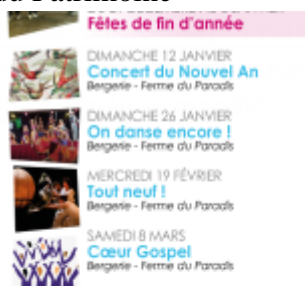 Fêtes de fin d'année
DIMANCHE 12 JANVIER
Concert du Nouvel An
Bergerie - Ferme du Paradis
DIMANCHE 26 JANVIER
On danse encore !
Bergerie - Ferme du Paradis
MERCREDI 19 FÉVRIER
Tout neuf !
Bergerie - Ferme du Paradis
SAMEDI 8 MARS
Cœur Gospel
Bergerie - Ferme du Paradis